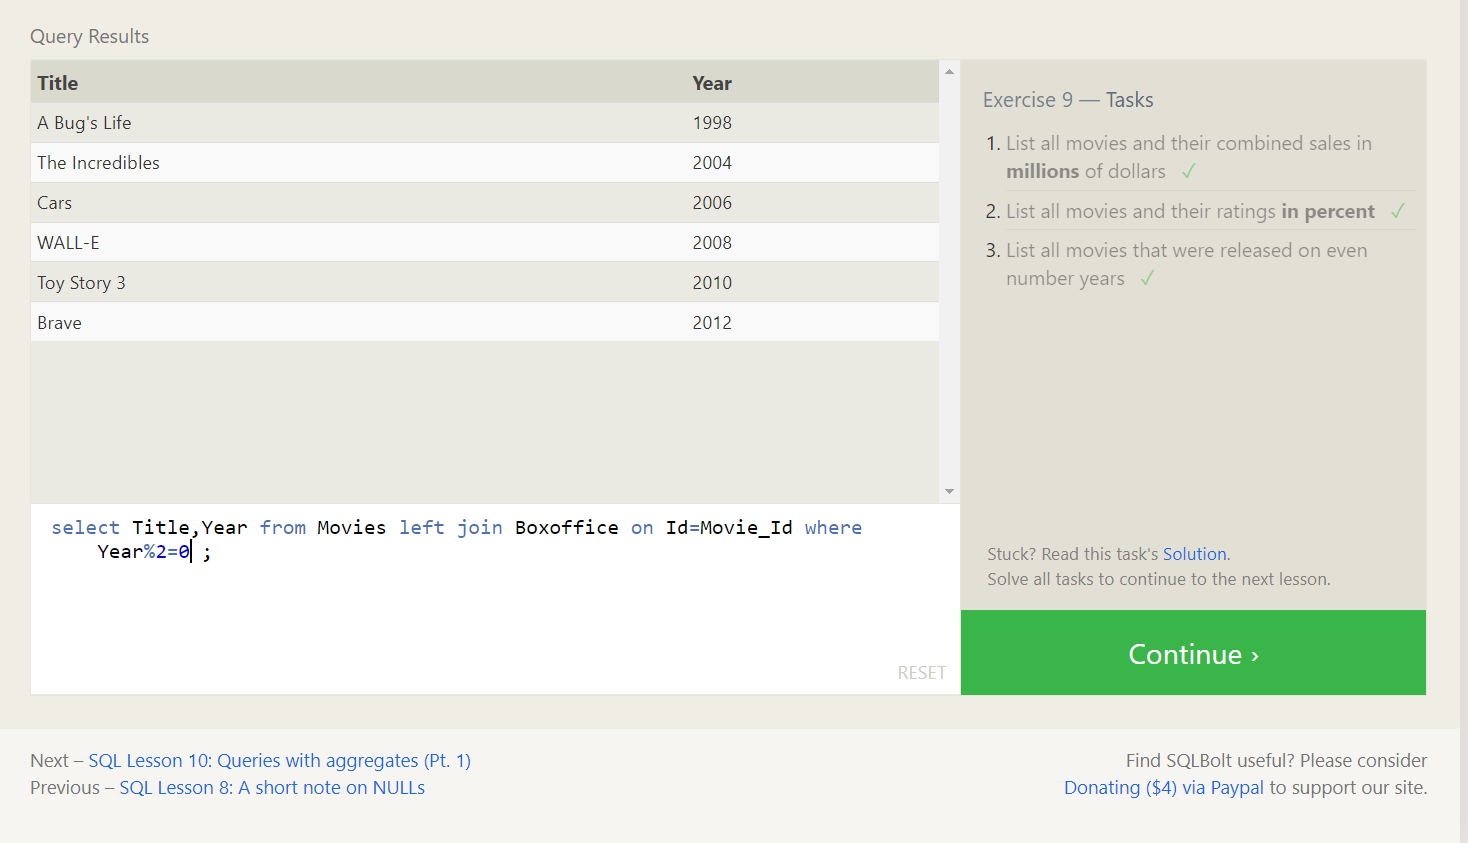 Query Results
Title Year
A Bug's Life 1998
The Incredibles 2004
Cars 2006
WALL-E 2008
Toy Story 3 2010
Brave 2012
select Title,Year from Movies left join Boxoffice on Id=Movie_Id where
Year%2=0 ;
RESET
Exercise 9 — Tasks
1. List all movies and their combined sales in
millions of dollars ✓
2. List all movies and their ratings in percent ✓
3. List all movies that were released on even
number years ✓
Stuck? Read this task's Solution.
Solve all tasks to continue to the next lesson.
Continue ›
Next – SQL Lesson 10: Queries with aggregates (Pt. 1)
Previous – SQL Lesson 8: A short note on NULLs
Find SQLBolt useful? Please consider
Donating ($4) via Paypal to support our site.